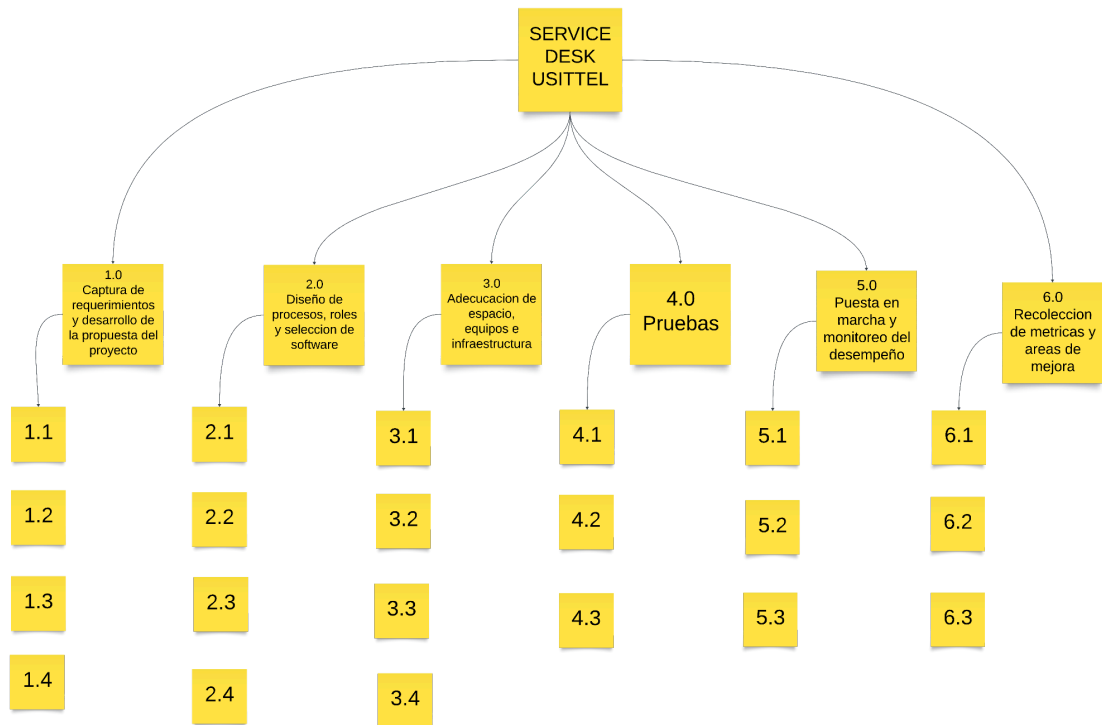 SERVICE
DESK
USITTEL
1.0
Captura de
requerimientos
y desarrollo de
la propuesta del
proyecto
2.0
Diseño de
procesos, roles
y seleccion de
software
3.0
Adecucacion de
espacio,
equipos e
infraestructura
4.0
Pruebas
5.0
Puesta en
marcha y
monitoreo del
desempeño
6.0
Recoleccion
de metricas y
areas de
mejora
1.1
2.1
3.1
4.1
5.1
6.1
1.2
2.2
3.2
4.2
5.2
6.2
1.3
2.3
3.3
4.3
5.3
6.3
1.4
2.4
3.4